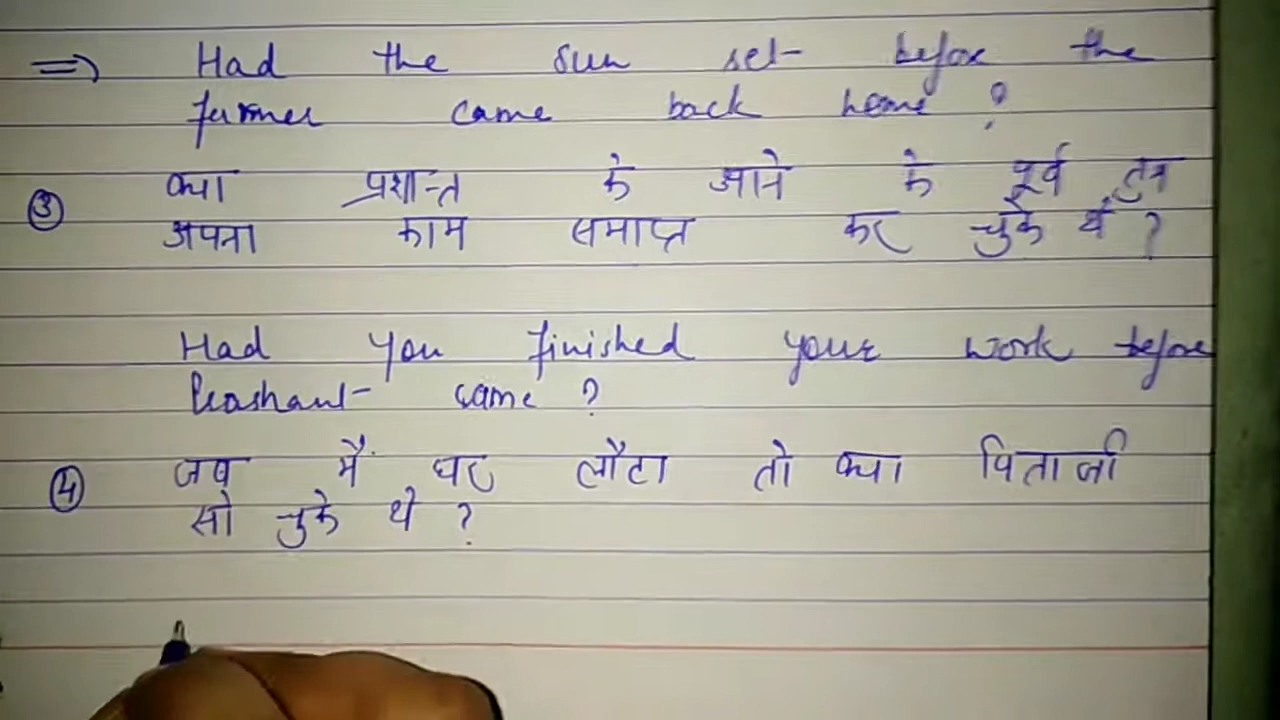 ⇒ Had the sun set before the
farmer came back home ?
③ क्या प्रशान्त के आने के पूर्व तुम
अपना काम समाप्त कर चुके थे ?
Had you finished your work before
Prashant came ?
④ जब मैं घर लौटा तो क्या पिताजी
सो चुके थे ?